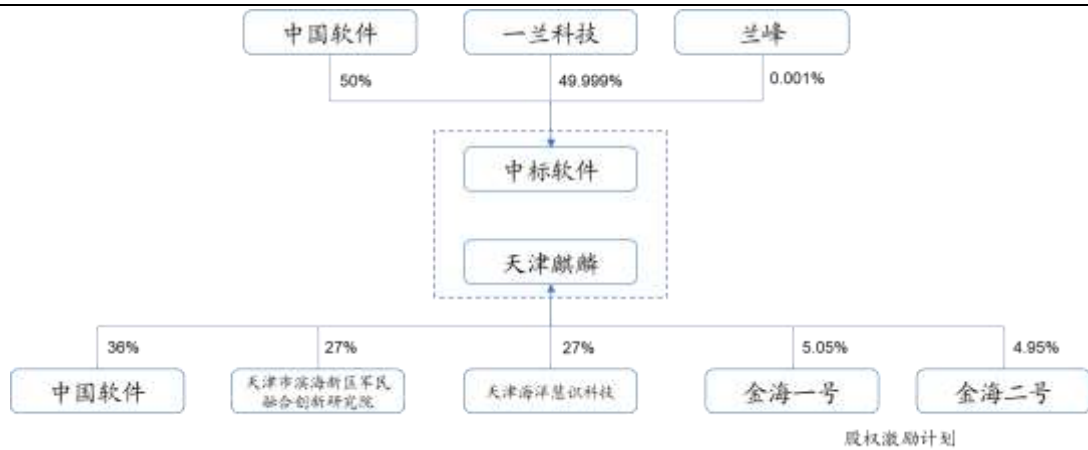 中国软件
一兰科技
兰峰
50%
49.999%
0.001%
中标软件
天津麒麟
36%
27%
27%
5.05%
4.95%
中国软件
天津市滨海新区军民
融合创新研究院
天津海洋慧识科技
金海一号
金海二号
股权激励计划